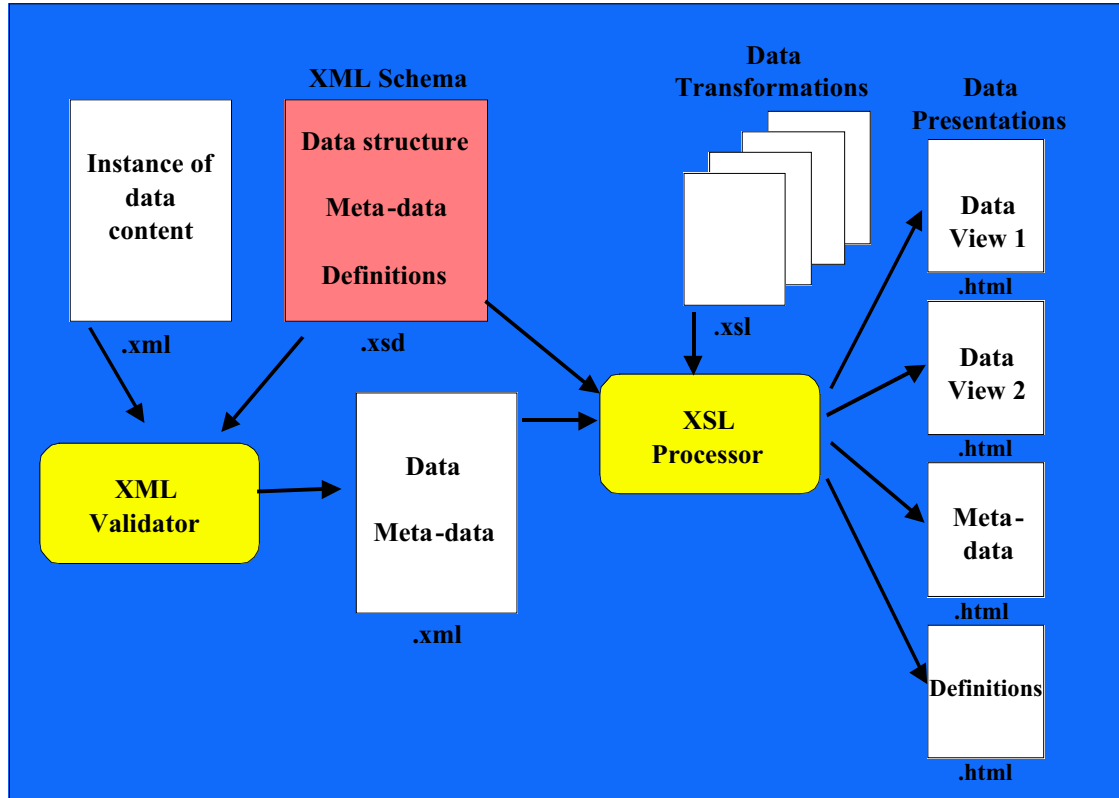 XML Schema
Instance of
data
content
.xml
Data structure
Meta-data
Definitions
.xsd
XML
Validator
Data
Meta-data
.xml
Data
Transformations
.xsl
XSL
Processor
Data
Presentations
Data
View 1
.html
Data
View 2
.html
Meta-
data
.html
Definitions
.html